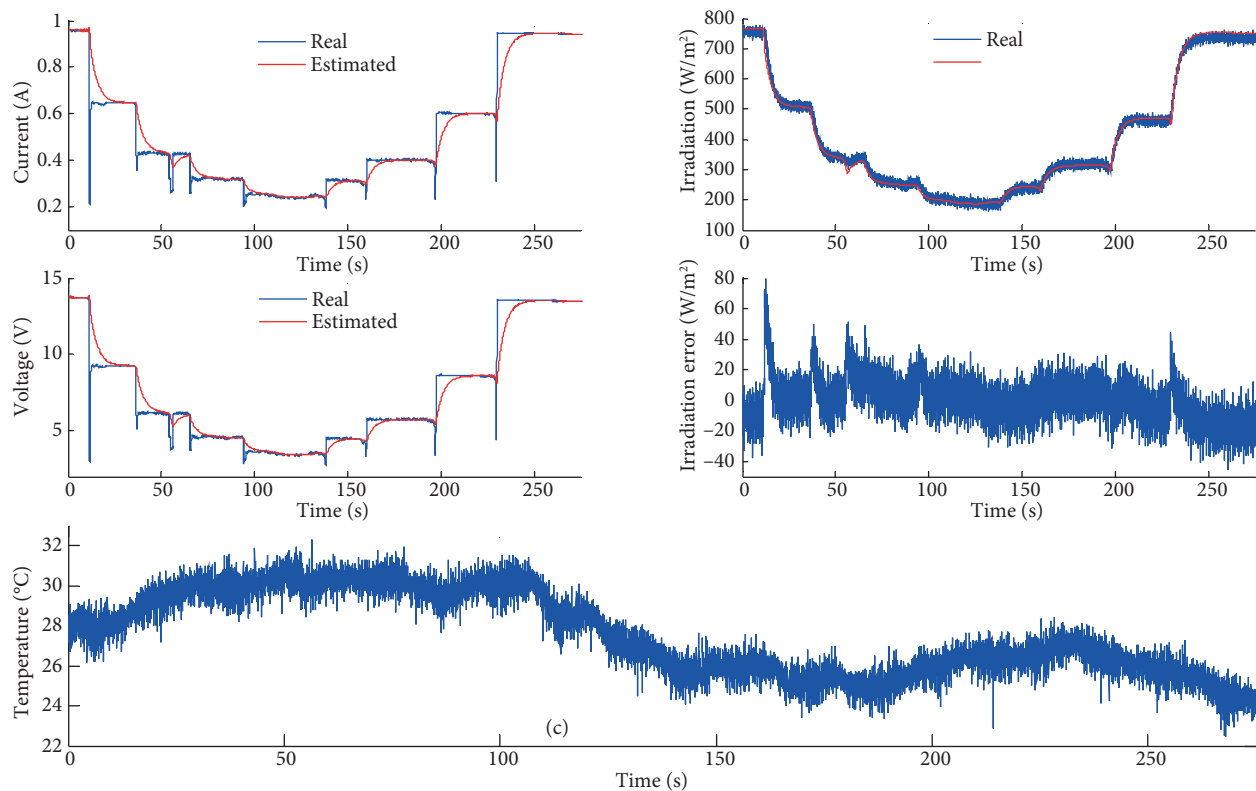 1
0.8
0.6
0.4
0.2
Current (A)
Real
Estimated
0 50 100 150 200 250
Time (s)
800
700
600
500
400
300
200
100
Irradiation (W/m²)
Real
0 50 100 150 200 250
Time (s)
15
10
5
Voltage (V)
Real
Estimated
0 50 100 150 200 250
Time (s)
80
60
40
20
0
−20
−40
Irradiation error (W/m²)
0 50 100 150 200 250
Time (s)
32
30
28
26
24
22
Temperature (°C)
(c)
0 50 100 150 200 250
Time (s)